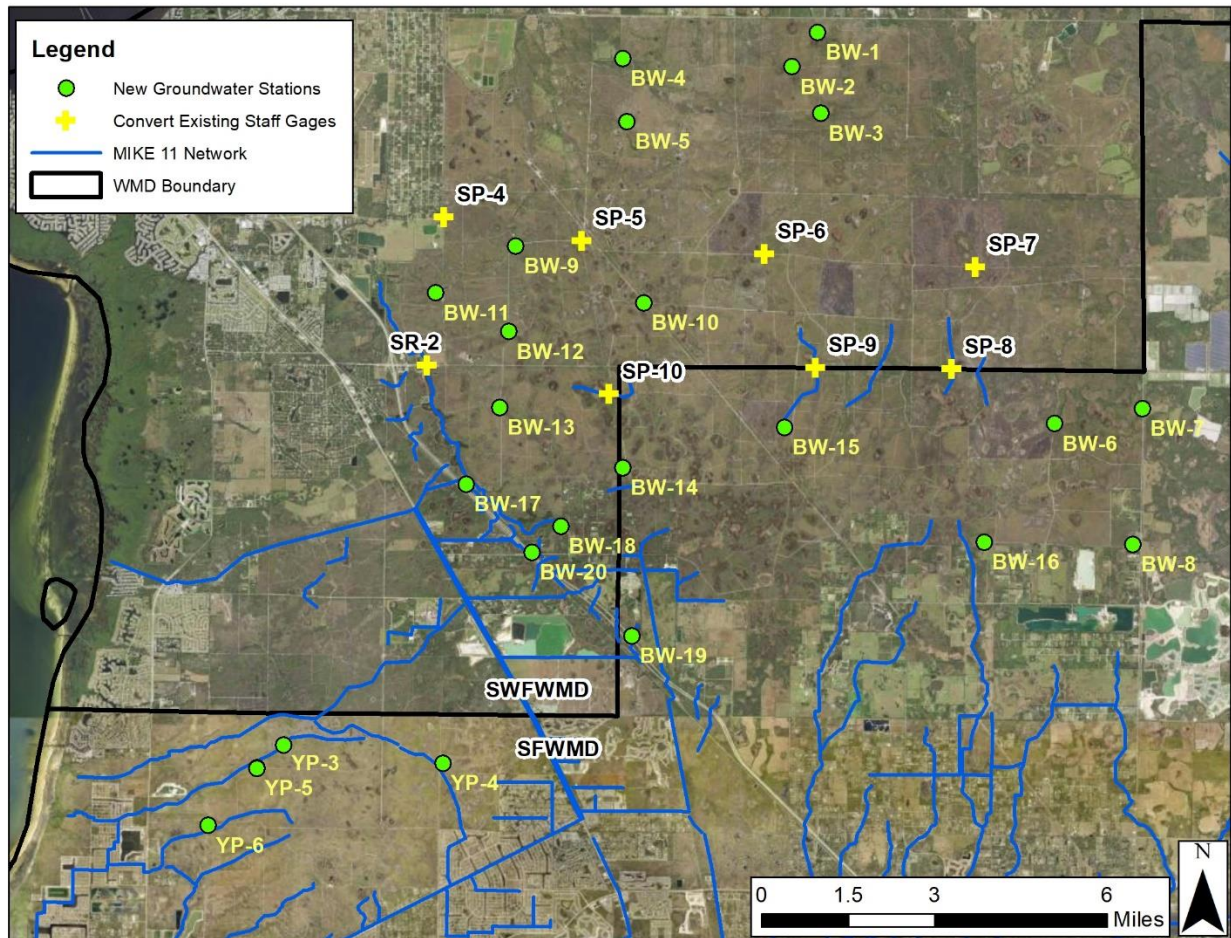 Legend
New Groundwater Stations
Convert Existing Staff Gages
MIKE 11 Network
WMD Boundary
BW-1
BW-4
BW-2
BW-3
BW-5
SP-4
SP-5
SP-6
SP-7
BW-9
BW-11
BW-10
BW-12
SR-2
SP-10
SP-9
SP-8
BW-13
BW-15
BW-6
BW-7
BW-14
BW-17
BW-18
BW-20
BW-16
BW-8
BW-19
SWFWMD
SFWMD
YP-3
YP-4
YP-5
YP-6
N
0 1.5 3 6
Miles